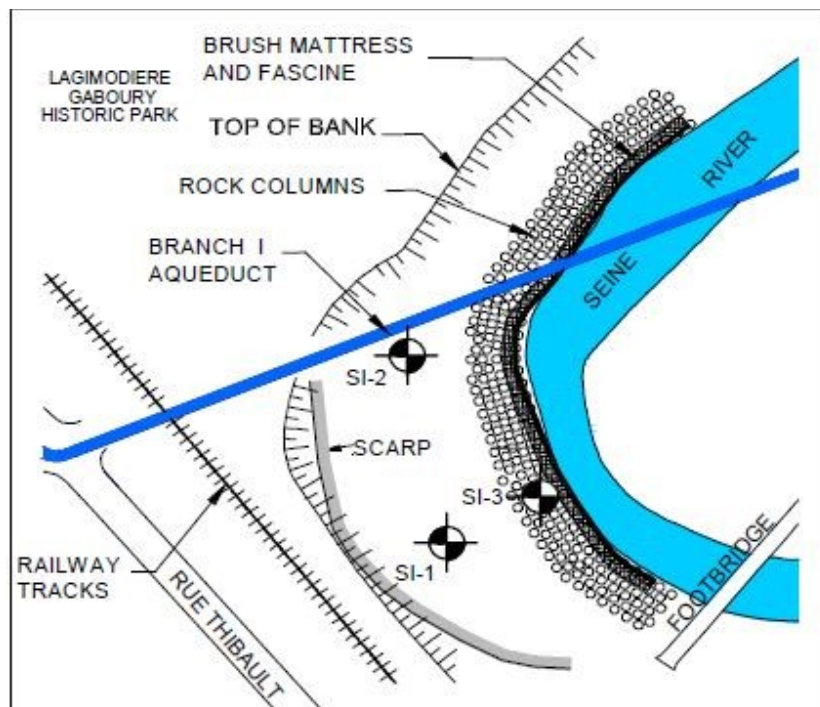 BRUSH MATTRESS
AND FASCINE
LAGIMODIERE
GABOURY
HISTORIC PARK
TOP OF BANK
ROCK COLUMNS
BRANCH I
AQUEDUCT
RIVER
SEINE
SI-2
SCARP
SI-3
SI-1
RAILWAY
TRACKS
RUE THIBAULT
FOOTBRIDGE